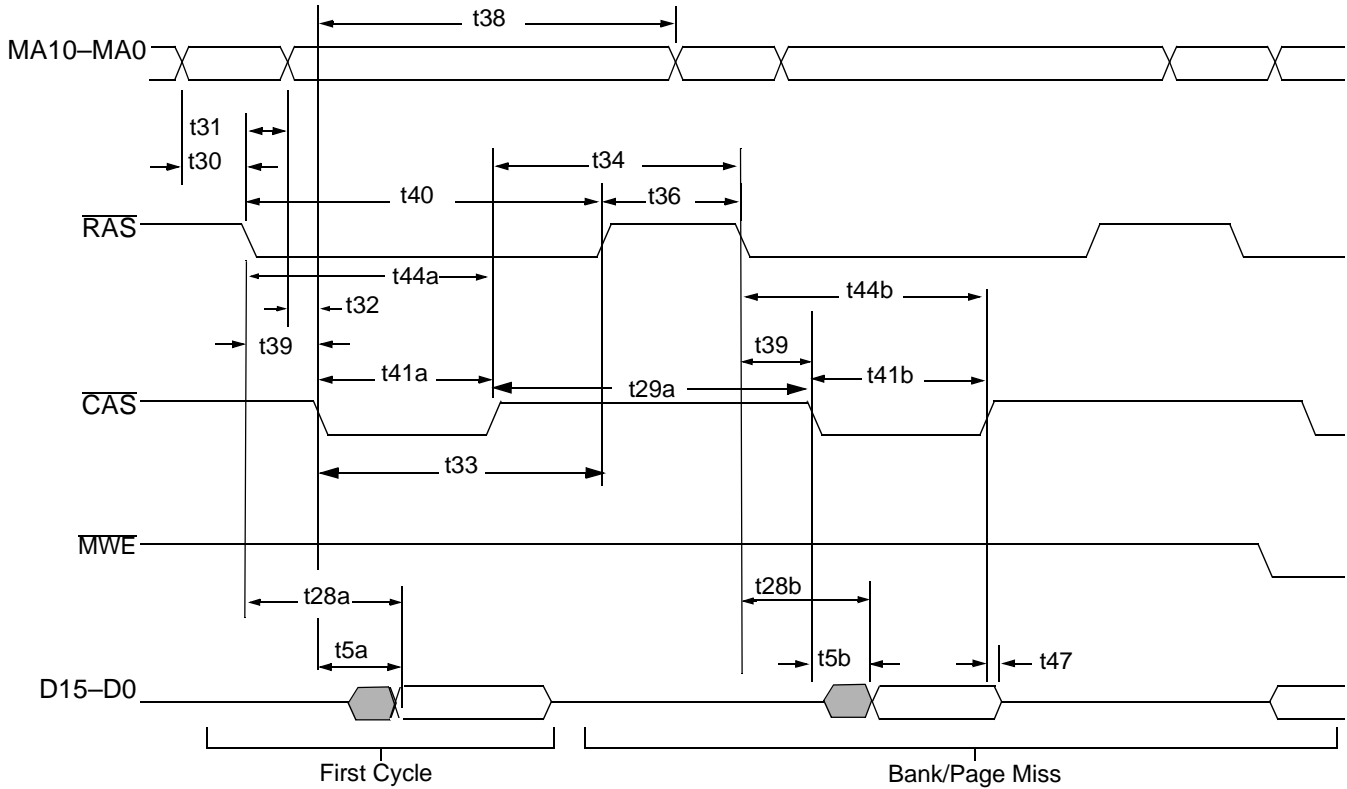 t38
MA10–MA0
t31
t30
t34
t40
t36
RAS
t44a
t44b
t32
t39
t39
t41a
t29a
t41b
CAS
t33
MWE
t28a
t28b
t5a
t5b
t47
D15–D0
First Cycle
Bank/Page Miss